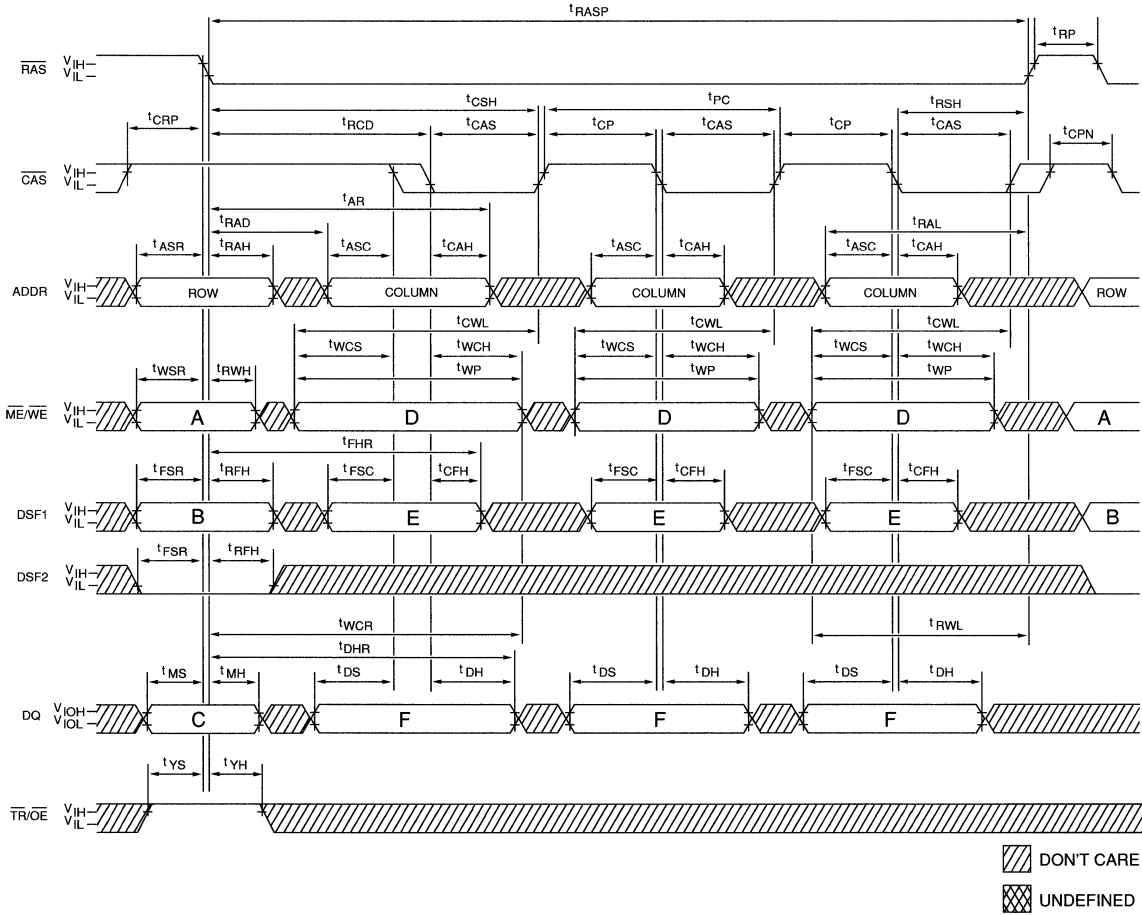 tRASP
tRP
RAS VIH VIL
tCSH tPC tRSH
tCRP tRCD tCAS tCP tCAS tCP tCAS tCPN
CAS VIH VIL
tAR
tRAD tRAL
tASR tRAH tASC tCAH tASC tCAH tASC tCAH
ADDR VIH VIL ROW COLUMN COLUMN COLUMN ROW
tCWL tCWL tCWL
tWCS tWCH tWCS tWCH tWCS tWCH
tWSR tRWH tWP tWP tWP
ME/WE VIH VIL A D D D A
tFHR
tFSR tRFH tFSC tCFH tFSC tCFH tFSC tCFH
DSF1 VIH VIL B E E E B
tFSR tRFH
DSF2 VIH VIL
tWCR tRWL
tDHR
tMS tMH tDS tDH tDS tDH tDS tDH
DQ VIOH VIOL C F F F
tYS tYH
TR/OE VIH VIL
DON'T CARE
UNDEFINED